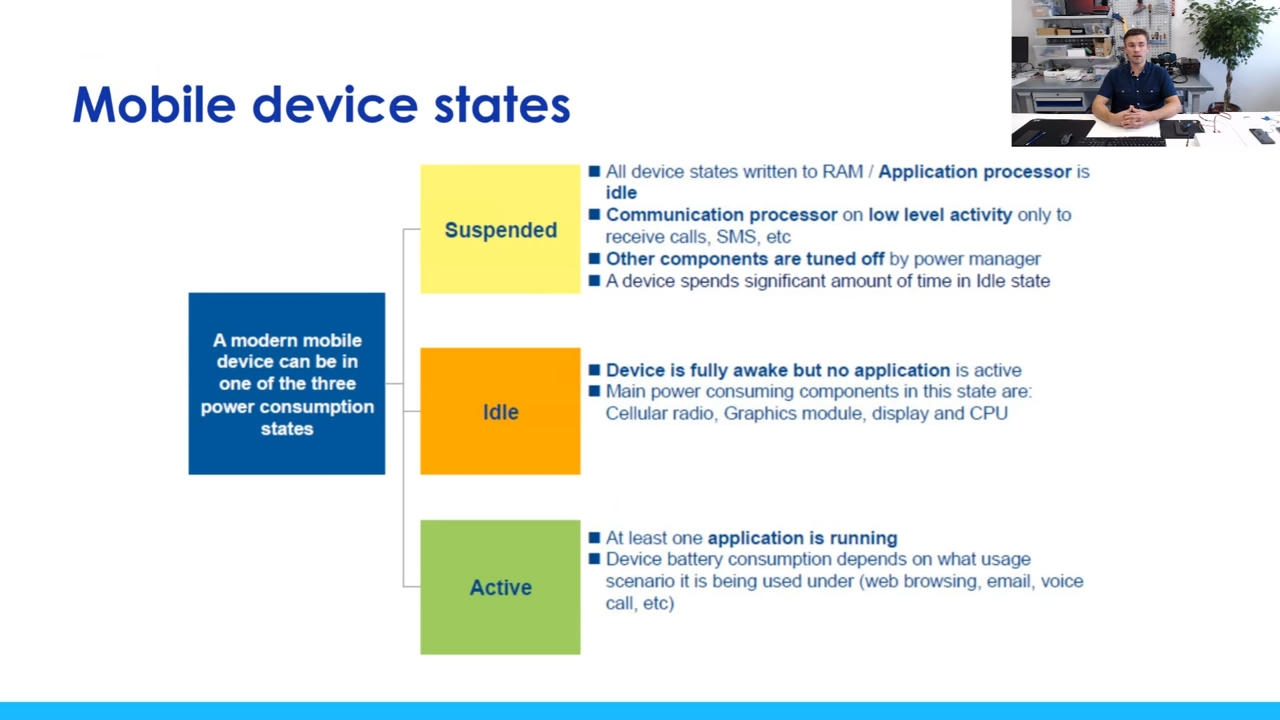 Mobile device states
A modern mobile
device can be in
one of the three
power consumption
states
Suspended
■ All device states written to RAM / Application processor is
idle
■ Communication processor on low level activity only to
receive calls, SMS, etc
■ Other components are tuned off by power manager
■ A device spends significant amount of time in Idle state
Idle
■ Device is fully awake but no application is active
■ Main power consuming components in this state are:
Cellular radio, Graphics module, display and CPU
Active
■ At least one application is running
■ Device battery consumption depends on what usage
scenario it is being used under (web browsing, email, voice
call, etc)